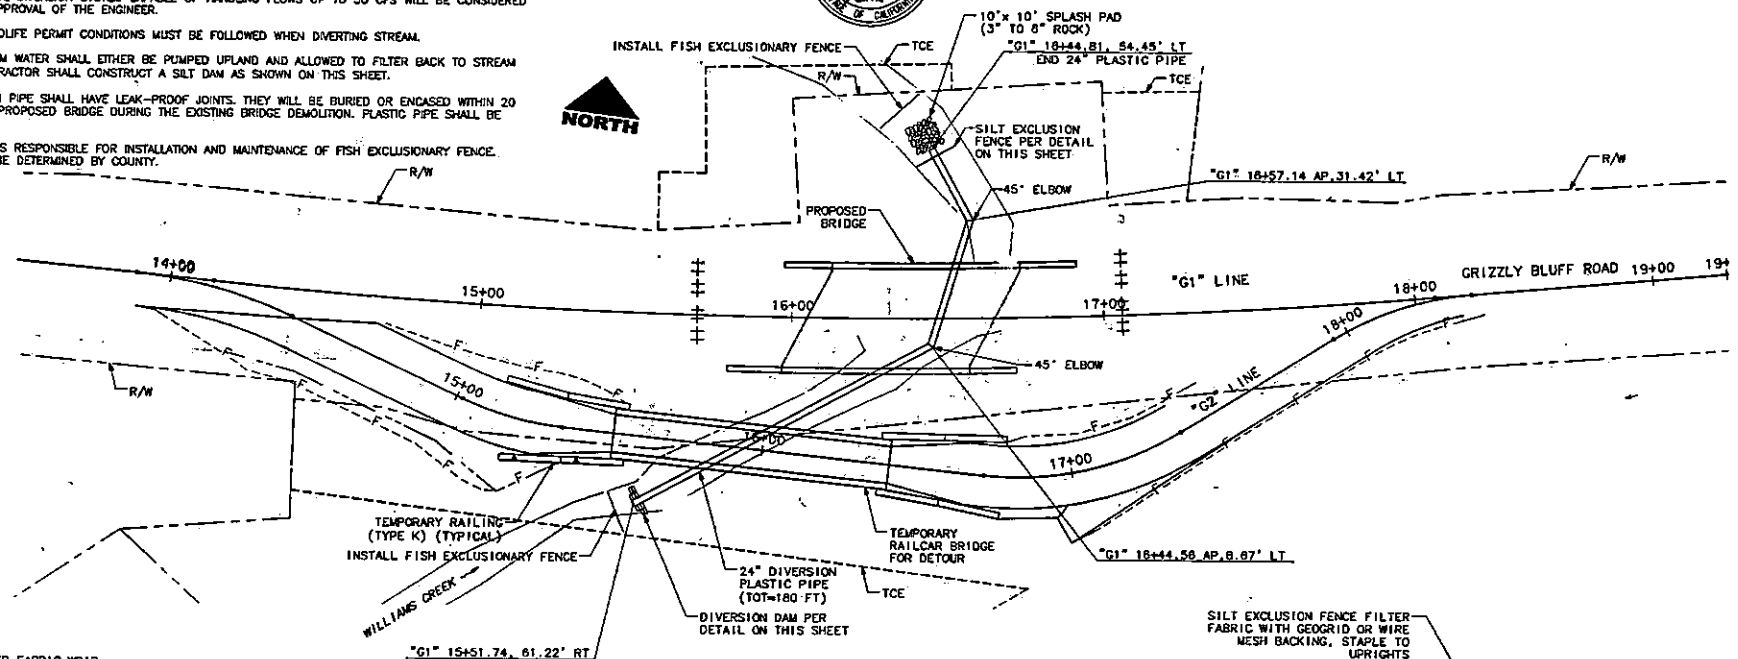 APPROVAL OF THE ENGINEER.
DLIFE PERMIT CONDITIONS MUST BE FOLLOWED WHEN DIVERTING STREAM.
M WATER SHALL EITHER BE PUMPED UPLAND AND ALLOWED TO FILTER BACK TO STREAM
RACTOR SHALL CONSTRUCT A SILT DAM AS SHOWN ON THIS SHEET.
PIPE SHALL HAVE LEAK-PROOF JOINTS. THEY WILL BE BURIED OR ENCASED WITHIN 20
PROPOSED BRIDGE DURING THE EXISTING BRIDGE DEMOLITION. PLASTIC PIPE SHALL BE
S RESPONSIBLE FOR INSTALLATION AND MAINTENANCE OF FISH EXCLUSIONARY FENCE.
BE DETERMINED BY COUNTY.
OF CALIFORNIA
NORTH
INSTALL FISH EXCLUSIONARY FENCE
TCE
R/W
10' x 10' SPLASH PAD
(3" TO 6" ROCK)
"G1" 16+44.81, 54.45' LT
END 24" PLASTIC PIPE
TCE
SILT EXCLUSION
FENCE PER DETAIL
ON THIS SHEET
R/W
R/W
"G1" 16+57.14 AP, 31.42' LT
45° ELBOW
PROPOSED
BRIDGE
14+00
15+00
16+00
17+00
"G1" LINE
18+00
GRIZZLY BLUFF ROAD
19+00
19+
18+00
45° ELBOW
R/W
15+00
F
F
F
F
F
F
F
F
F
F
F
F
F
"G2" LINE
16+00
17+00
TEMPORARY RAILING
(TYPE K) (TYPICAL)
INSTALL FISH EXCLUSIONARY FENCE
TEMPORARY
RAILCAR BRIDGE
FOR DETOUR
"G1" 16+44.56 AP, 8.67' LT
24" DIVERSION
PLASTIC PIPE
(TOT=180 FT)
TCE
WILLIAMS CREEK
DIVERSION DAM PER
DETAIL ON THIS SHEET
"G1" 15+51.74, 61.22' RT
SILT EXCLUSION FENCE FILTER
FABRIC WITH GEOGRID OR WIRE
MESH BACKING, STAPLE TO
UPRIGHTS